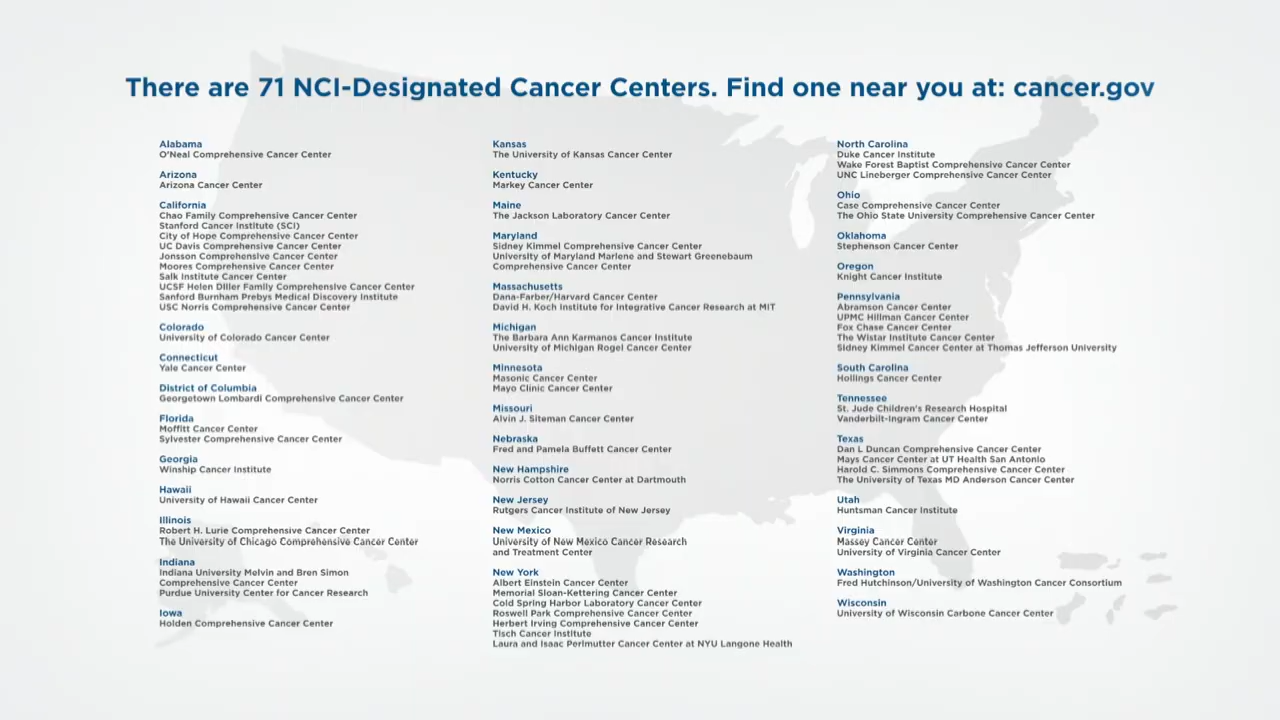 There are 71 NCI-Designated Cancer Centers. Find one near you at: cancer.gov
Alabama
O'Neal Comprehensive Cancer Center
Arizona
Arizona Cancer Center
California
Chao Family Comprehensive Cancer Center
Stanford Cancer Institute (SCI)
City of Hope Comprehensive Cancer Center
UC Davis Comprehensive Cancer Center
Jonsson Comprehensive Cancer Center
Moores Comprehensive Cancer Center
Salk Institute Cancer Center
UCSF Helen Diller Family Comprehensive Cancer Center
Sanford Burnham Prebys Medical Discovery Institute
USC Norris Comprehensive Cancer Center
Colorado
University of Colorado Cancer Center
Connecticut
Yale Cancer Center
District of Columbia
Georgetown Lombardi Comprehensive Cancer Center
Florida
Moffitt Cancer Center
Sylvester Comprehensive Cancer Center
Georgia
Winship Cancer Institute
Hawaii
University of Hawaii Cancer Center
Illinois
Robert H. Lurie Comprehensive Cancer Center
The University of Chicago Comprehensive Cancer Center
Indiana
Indiana University Melvin and Bren Simon
Comprehensive Cancer Center
Purdue University Center for Cancer Research
Iowa
Holden Comprehensive Cancer Center
Kansas
The University of Kansas Cancer Center
Kentucky
Markey Cancer Center
Maine
The Jackson Laboratory Cancer Center
Maryland
Sidney Kimmel Comprehensive Cancer Center
University of Maryland Marlene and Stewart Greenebaum
Comprehensive Cancer Center
Massachusetts
Dana-Farber/Harvard Cancer Center
David H. Koch Institute for Integrative Cancer Research at MIT
Michigan
The Barbara Ann Karmanos Cancer Institute
University of Michigan Rogel Cancer Center
Minnesota
Masonic Cancer Center
Mayo Clinic Cancer Center
Missouri
Alvin J. Siteman Cancer Center
Nebraska
Fred and Pamela Buffett Cancer Center
New Hampshire
Norris Cotton Cancer Center at Dartmouth
New Jersey
Rutgers Cancer Institute of New Jersey
New Mexico
University of New Mexico Cancer Research
and Treatment Center
New York
Albert Einstein Cancer Center
Memorial Sloan-Kettering Cancer Center
Cold Spring Harbor Laboratory Cancer Center
Roswell Park Comprehensive Cancer Center
Herbert Irving Comprehensive Cancer Center
Tisch Cancer Institute
Laura and Isaac Perlmutter Cancer Center at NYU Langone Health
North Carolina
Duke Cancer Institute
Wake Forest Baptist Comprehensive Cancer Center
UNC Lineberger Comprehensive Cancer Center
Ohio
Case Comprehensive Cancer Center
The Ohio State University Comprehensive Cancer Center
Oklahoma
Stephenson Cancer Center
Oregon
Knight Cancer Institute
Pennsylvania
Abramson Cancer Center
UPMC Hillman Cancer Center
Fox Chase Cancer Center
The Wistar Institute Cancer Center
Sidney Kimmel Cancer Center at Thomas Jefferson University
South Carolina
Hollings Cancer Center
Tennessee
St. Jude Children's Research Hospital
Vanderbilt-Ingram Cancer Center
Texas
Dan L Duncan Comprehensive Cancer Center
Mays Cancer Center at UT Health San Antonio
Harold C. Simmons Comprehensive Cancer Center
The University of Texas MD Anderson Cancer Center
Utah
Huntsman Cancer Institute
Virginia
Massey Cancer Center
University of Virginia Cancer Center
Washington
Fred Hutchinson/University of Washington Cancer Consortium
Wisconsin
University of Wisconsin Carbone Cancer Center